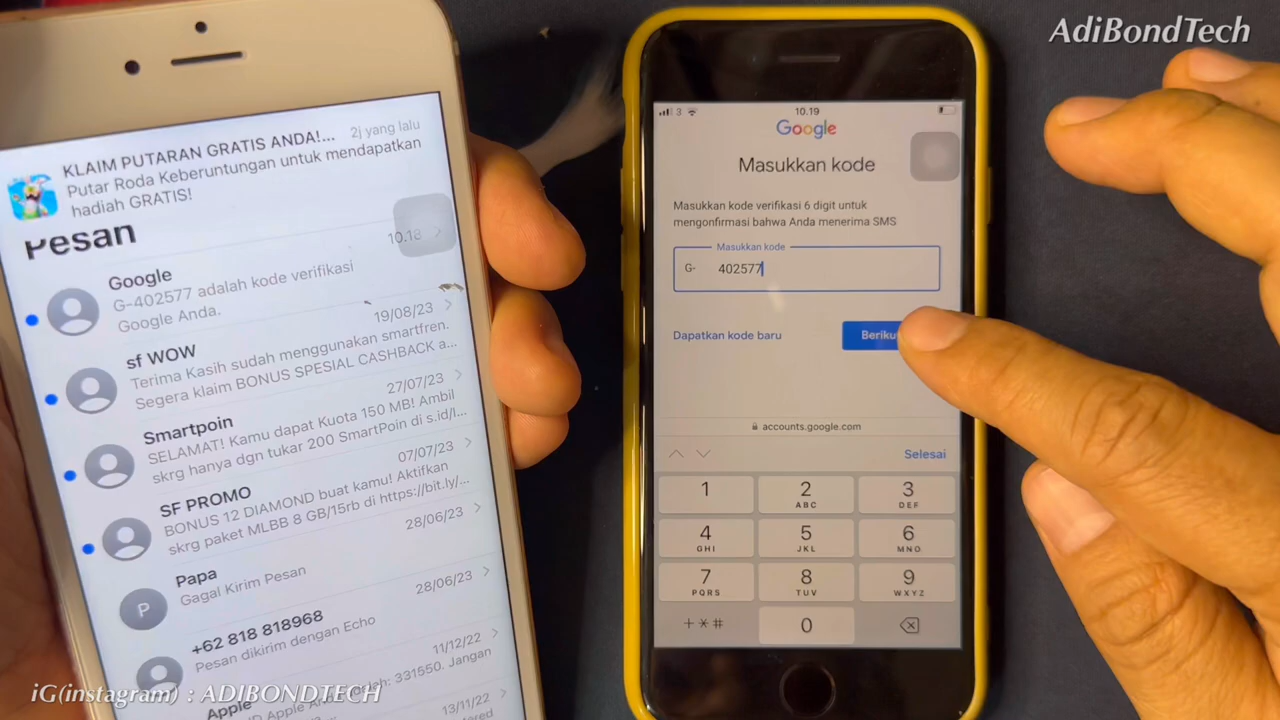 AdiBondTech
KLAIM PUTARAN GRATIS ANDA!... 2j yang lalu
Putar Roda Keberuntungan untuk mendapatkan
hadiah GRATIS!
Pesan
Google 10.18
G-402577 adalah kode verifikasi
Google Anda.
sf WOW 19/08/23
Terima Kasih sudah menggunakan smartfren.
Segera klaim BONUS SPESIAL CASHBACK a...
Smartpoin 27/07/23
SELAMAT! Kamu dapat Kuota 150 MB! Ambil
skrg hanya dgn tukar 200 SmartPoin di s.id/l...
SF PROMO 07/07/23
BONUS 12 DIAMOND buat kamu! Aktifkan
skrg paket MLBB 8 GB/15rb di https://bit.ly/...
Papa 28/06/23
Gagal Kirim Pesan
P
+62 818 818968 28/06/23
Pesan dikirim dengan Echo
Apple 11/12/22
ID Apple 331550. Jangan
13/11/22
iG(instagram) : ADIBONDTECH
3 10.19
Google
Masukkan kode
Masukkan kode verifikasi 6 digit untuk
mengonfirmasi bahwa Anda menerima SMS
Masukkan kode
G- 402577
Dapatkan kode baru Beriku
accounts.google.com
Selesai
1 2 3
ABC DEF
4 5 6
GHI JKL MNO
7 8 9
PQRS TUV WXYZ
+*# 0